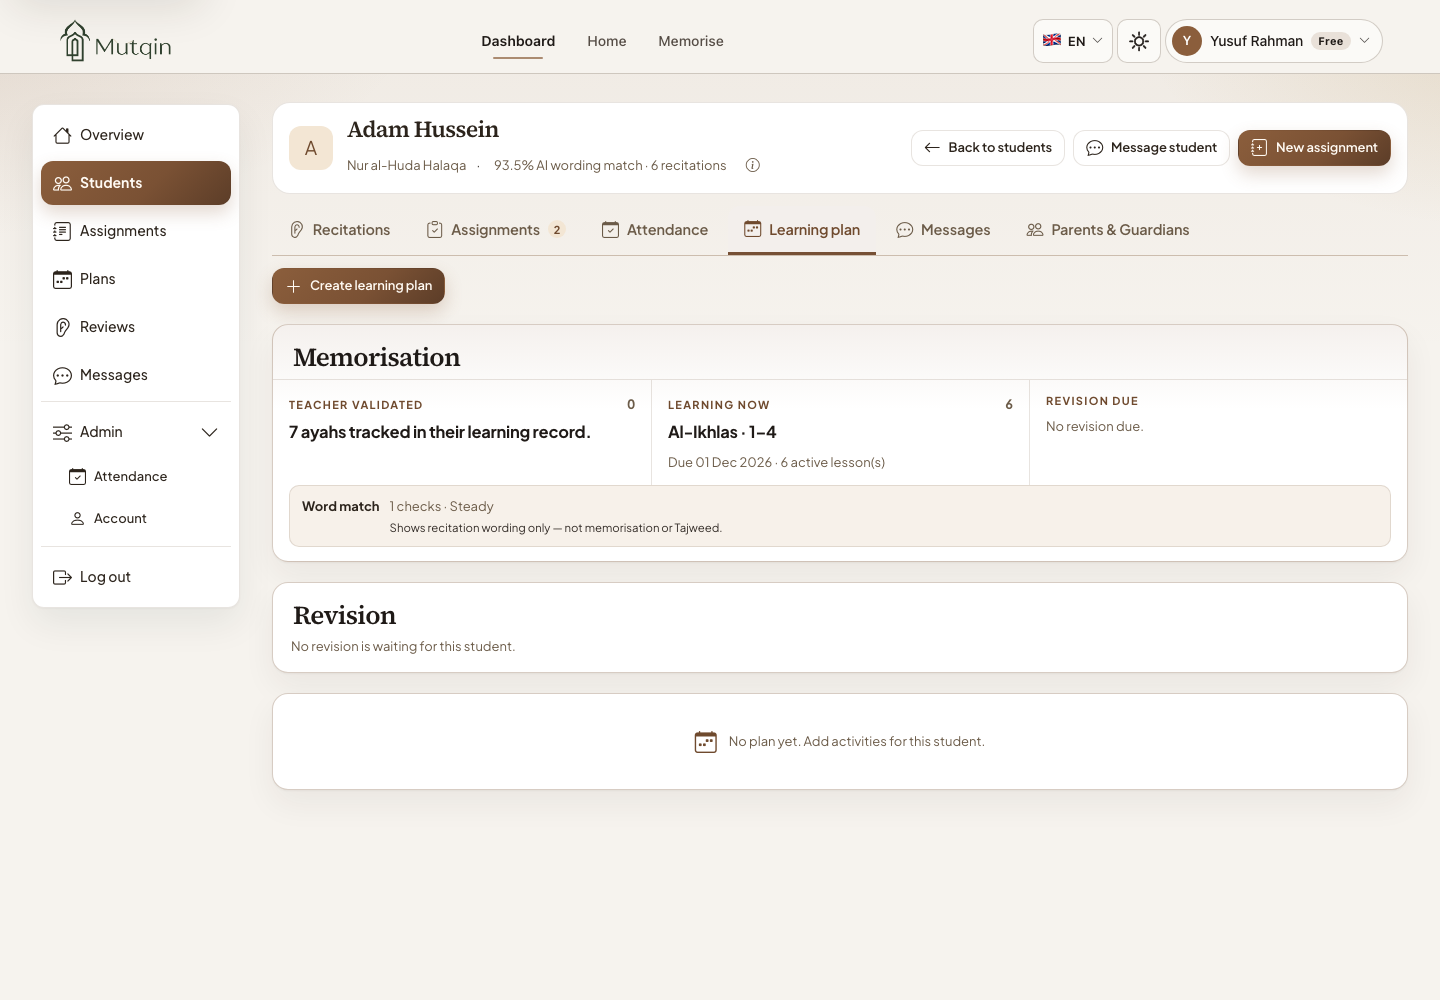 Mutqin
Dashboard
Home
Memorise
EN
Y
Yusuf Rahman
Free
Overview
Students
Assignments
Plans
Reviews
Messages
Admin
Attendance
Account
Log out
A
Adam Hussein
Nur al-Huda Halaqa · 93.5% AI wording match · 6 recitations
Back to students
Message student
New assignment
Recitations
Assignments 2
Attendance
Learning plan
Messages
Parents & Guardians
Create learning plan
Memorisation
TEACHER VALIDATED 0
7 ayahs tracked in their learning record.
LEARNING NOW 6
Al-Ikhlas · 1–4
Due 01 Dec 2026 · 6 active lesson(s)
REVISION DUE
No revision due.
Word match 1 checks · Steady
Shows recitation wording only — not memorisation or Tajweed.
Revision
No revision is waiting for this student.
No plan yet. Add activities for this student.